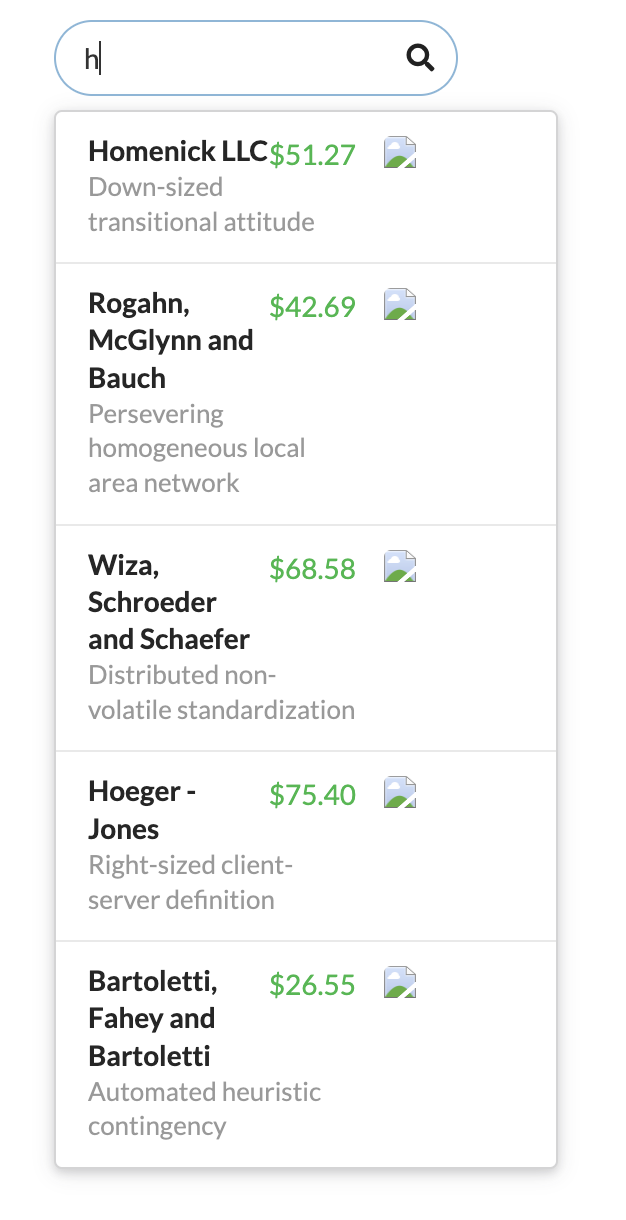 h
Homenick LLC $51.27
Down-sized
transitional attitude
Rogahn, $42.69
McGlynn and
Bauch
Persevering
homogeneous local
area network
Wiza, $68.58
Schroeder
and Schaefer
Distributed non-
volatile standardization
Hoeger - $75.40
Jones
Right-sized client-
server definition
Bartoletti, $26.55
Fahey and
Bartoletti
Automated heuristic
contingency